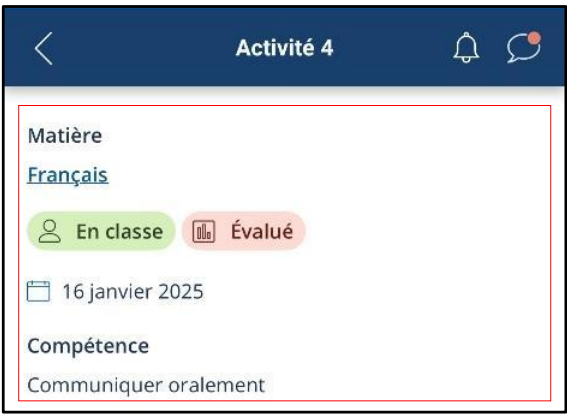 Activité 4
Matière
Français
En classe Évalué
16 janvier 2025
Compétence
Communiquer oralement